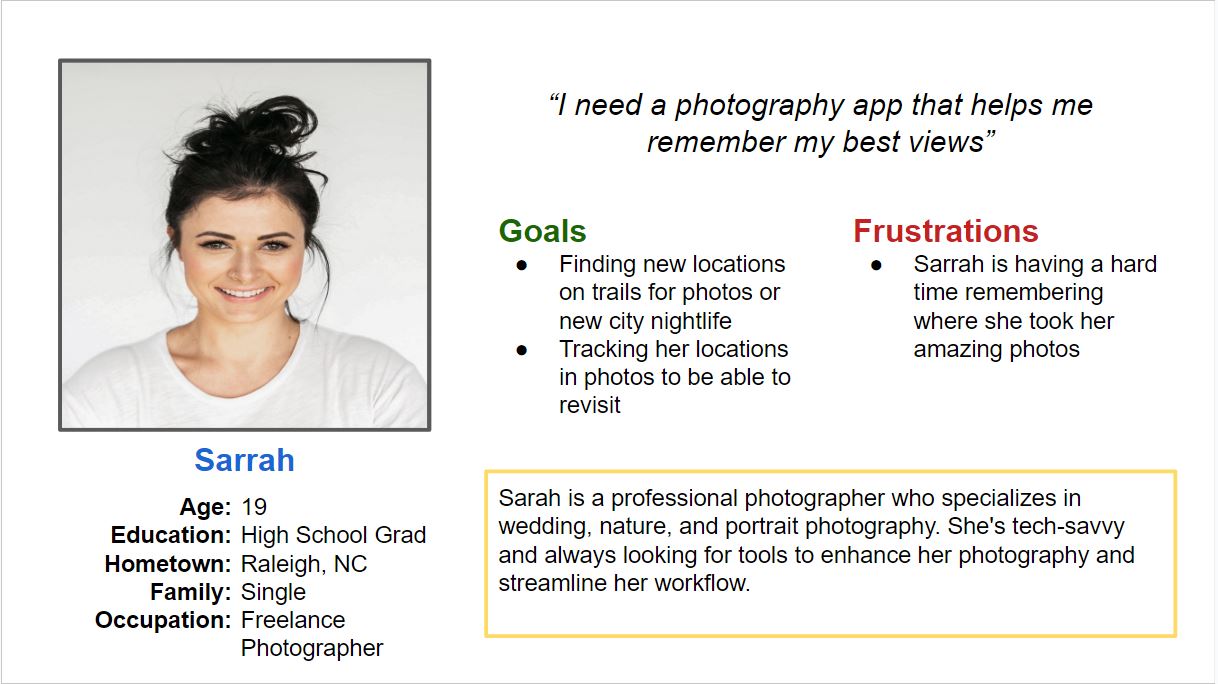 “I need a photography app that helps me
remember my best views”
Goals
● Finding new locations
on trails for photos or
new city nightlife
● Tracking her locations
in photos to be able to
revisit
Frustrations
● Sarrah is having a hard
time remembering
where she took her
amazing photos
Sarrah
Age: 19
Education: High School Grad
Hometown: Raleigh, NC
Family: Single
Occupation: Freelance
Photographer
Sarah is a professional photographer who specializes in
wedding, nature, and portrait photography. She's tech-savvy
and always looking for tools to enhance her photography and
streamline her workflow.